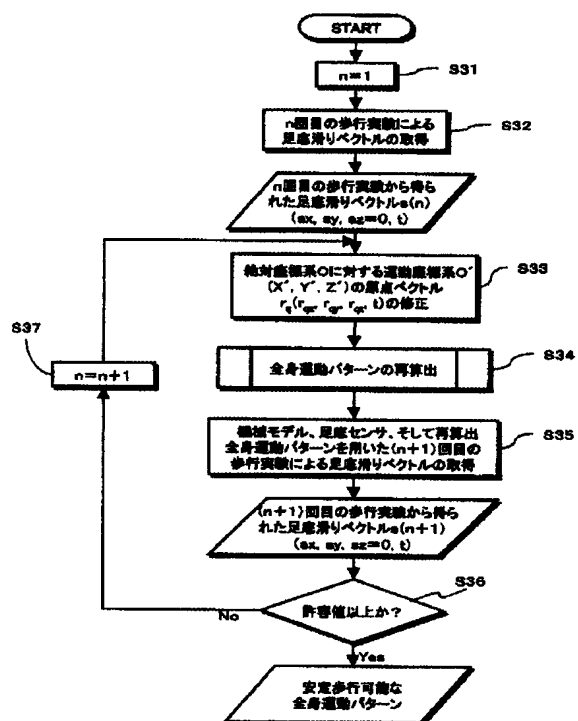 START
n=1
S31
n回目の歩行実験による
足底滑りベクトルの取得
S32
n回目の歩行実験から得ら
れた足底滑りベクトルs(n)
(sx, sy, sz=0, t)
絶対座標系Oに対する運動座標系O'
(X', Y', Z')の原点ベクトル
rq(rqx, rqy, rqz, t)の修正
S33
S37
n=n+1
全身運動パターンの再算出
S34
機械モデル、足底センサ、そして再算出
全身運動パターンを用いた(n+1)回目の
歩行実験による足底滑りベクトルの取得
S35
(n+1)回目の歩行実験から得ら
れた足底滑りベクトルs(n+1)
(sx, sy, sz=0, t)
S36
許容値以上か?
No
Yes
安定歩行可能な
全身運動パターン